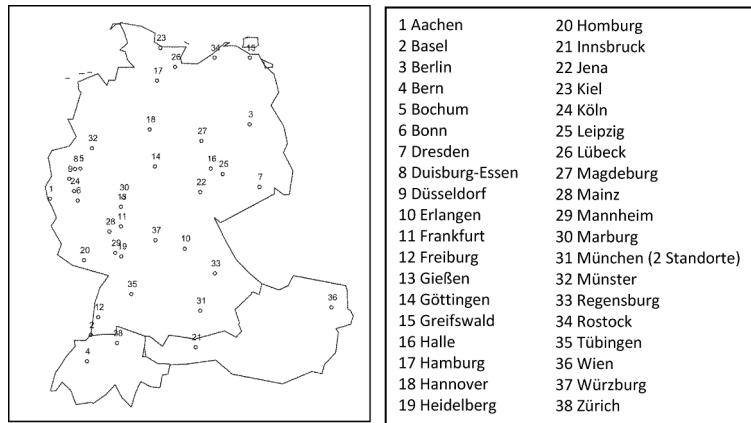 23
26
34
15
17
18
3
27
32
14
8
5
9
16
25
24
1
6
22
7
30
13
11
28
37
10
29
19
20
33
35
31
36
12
2
38
21
4
1 Aachen
2 Basel
3 Berlin
4 Bern
5 Bochum
6 Bonn
7 Dresden
8 Duisburg-Essen
9 Düsseldorf
10 Erlangen
11 Frankfurt
12 Freiburg
13 Gießen
14 Göttingen
15 Greifswald
16 Halle
17 Hamburg
18 Hannover
19 Heidelberg
20 Homburg
21 Innsbruck
22 Jena
23 Kiel
24 Köln
25 Leipzig
26 Lübeck
27 Magdeburg
28 Mainz
29 Mannheim
30 Marburg
31 München (2 Standorte)
32 Münster
33 Regensburg
34 Rostock
35 Tübingen
36 Wien
37 Würzburg
38 Zürich